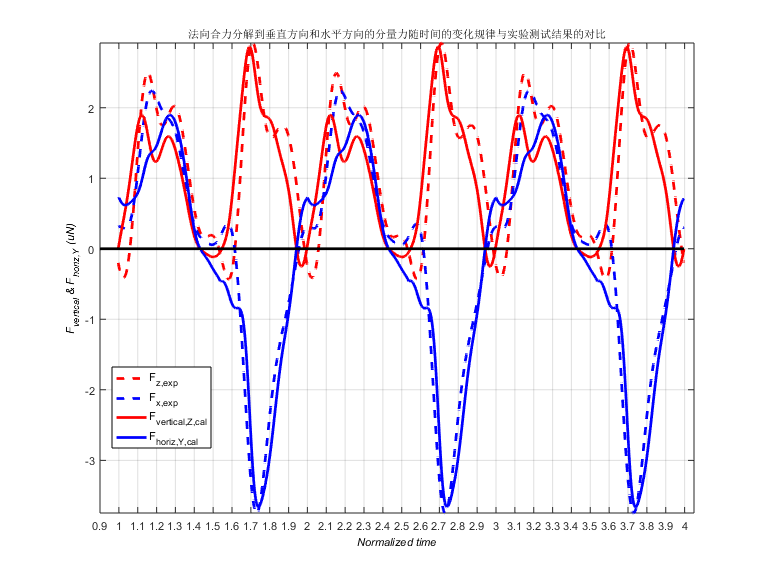 法向合力分解到垂直方向和水平方向的分量力随时间的变化规律与实验测试结果的对比
2
1
0
-1
-2
-3
F_vertical & F_horiz,Y (uN)
F_z,exp
F_x,exp
F_vertical,Z,cal
F_horiz,Y,cal
0.9 1 1.1 1.2 1.3 1.4 1.5 1.6 1.7 1.8 1.9 2 2.1 2.2 2.3 2.4 2.5 2.6 2.7 2.8 2.9 3 3.1 3.2 3.3 3.4 3.5 3.6 3.7 3.8 3.9 4
Normalized time